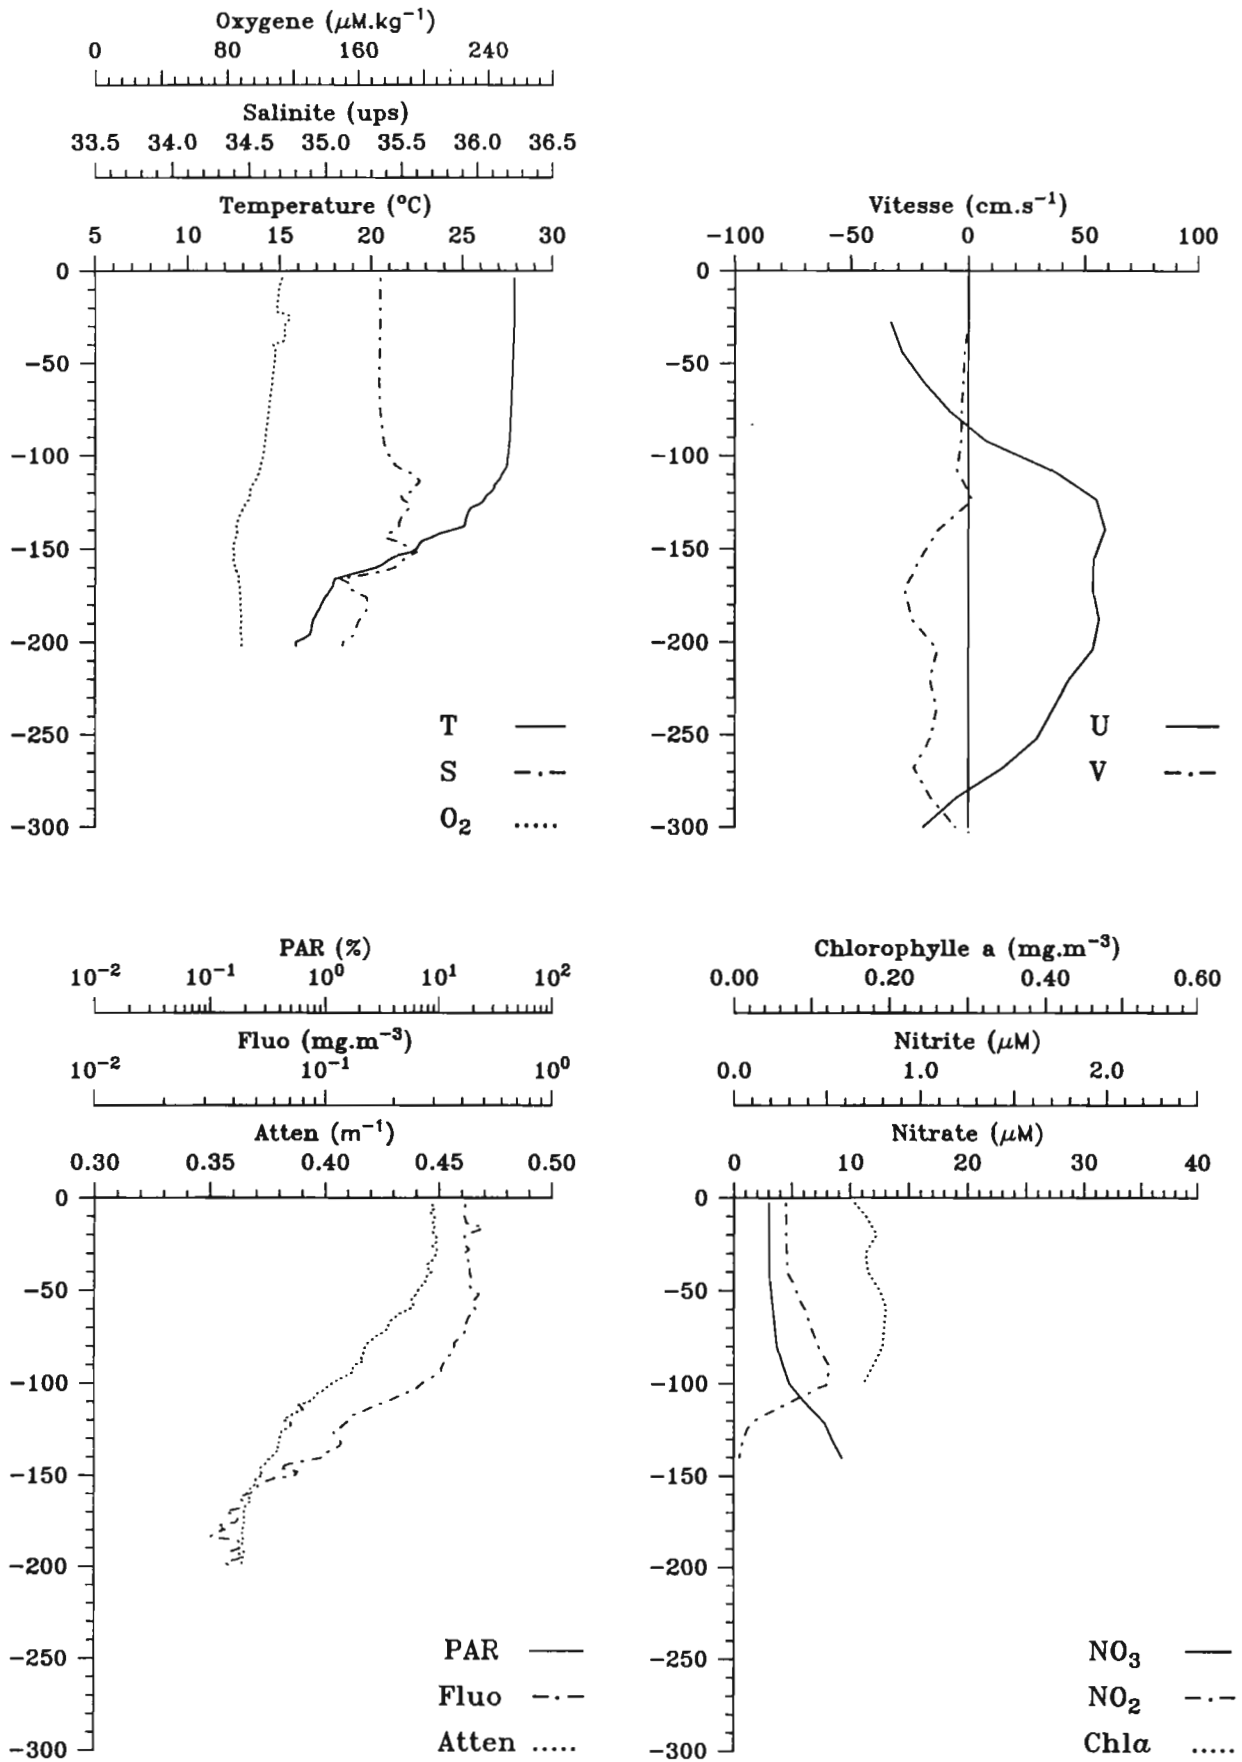 Oxygene (μM.kg⁻¹)
0 80 160 240
Salinite (ups)
33.5 34.0 34.5 35.0 35.5 36.0 36.5
Temperature (°C)
5 10 15 20 25 30
0
−50
−100
−150
−200
−250
−300
T
S
O₂
Vitesse (cm.s⁻¹)
−100 −50 0 50 100
0
−50
−100
−150
−200
−250
−300
U
V
PAR (%)
10⁻² 10⁻¹ 10⁰ 10¹ 10²
Fluo (mg.m⁻³)
10⁻² 10⁻¹ 10⁰
Atten (m⁻¹)
0.30 0.35 0.40 0.45 0.50
0
−50
−100
−150
−200
−250
−300
PAR
Fluo
Atten
Chlorophylle a (mg.m⁻³)
0.00 0.20 0.40 0.60
Nitrite (μM)
0.0 1.0 2.0
Nitrate (μM)
0 10 20 30 40
0
−50
−100
−150
−200
−250
−300
NO₃
NO₂
Chla